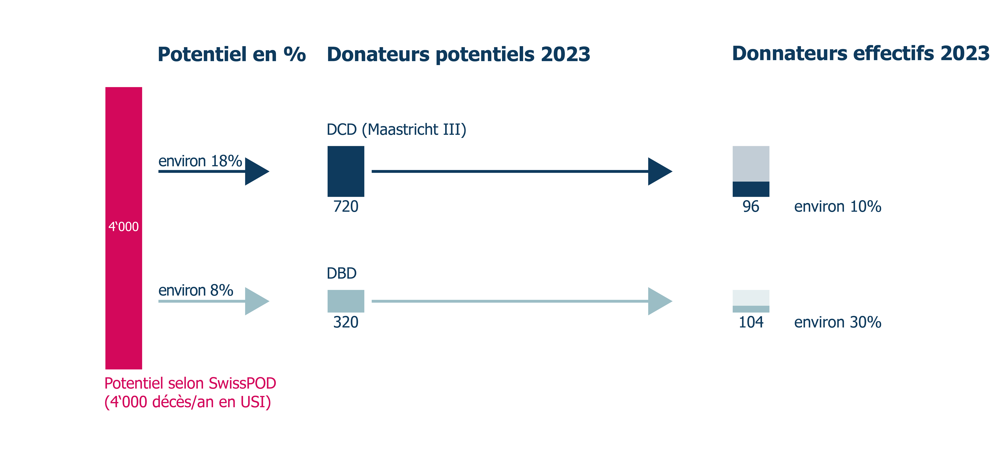 Potentiel en %
Donateurs potentiels 2023
Donnateurs effectifs 2023
DCD (Maastricht III)
environ 18%
720
96
environ 10%
4‘000
DBD
environ 8%
320
104
environ 30%
Potentiel selon SwissPOD
(4‘000 décès/an en USI)